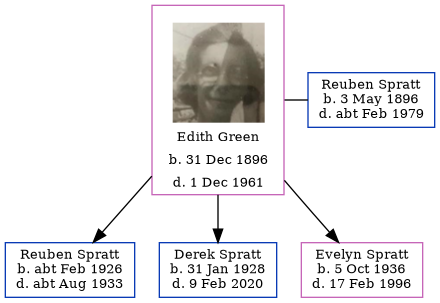 Edith Green
b. 31 Dec 1896
d. 1 Dec 1961
Reuben Spratt
b. 3 May 1896
d. abt Feb 1979
Reuben Spratt
b. abt Feb 1926
d. abt Aug 1933
Derek Spratt
b. 31 Jan 1928
d. 9 Feb 2020
Evelyn Spratt
b. 5 Oct 1936
d. 17 Feb 1996